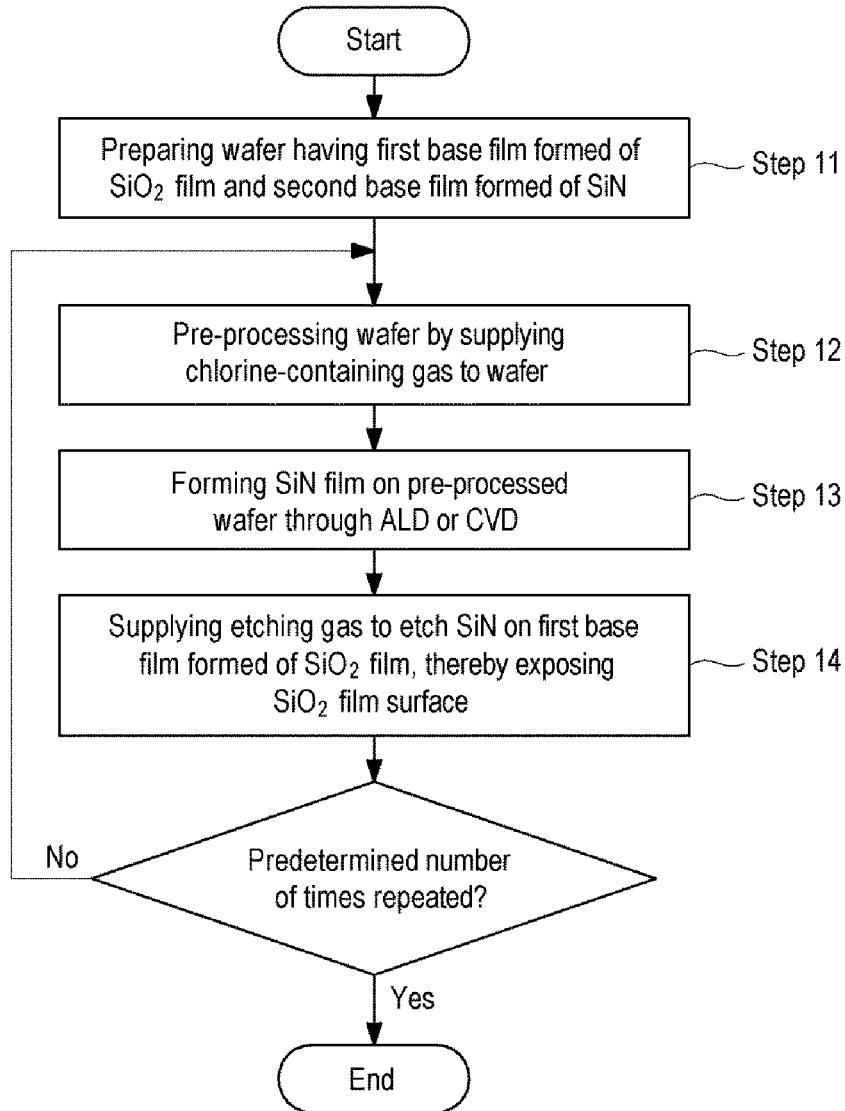 Start
Preparing wafer having first base film formed of
SiO₂ film and second base film formed of SiN
Step 11
Pre-processing wafer by supplying
chlorine-containing gas to wafer
Step 12
Forming SiN film on pre-processed
wafer through ALD or CVD
Step 13
Supplying etching gas to etch SiN on first base
film formed of SiO₂ film, thereby exposing
SiO₂ film surface
Step 14
No
Predetermined number
of times repeated?
Yes
End